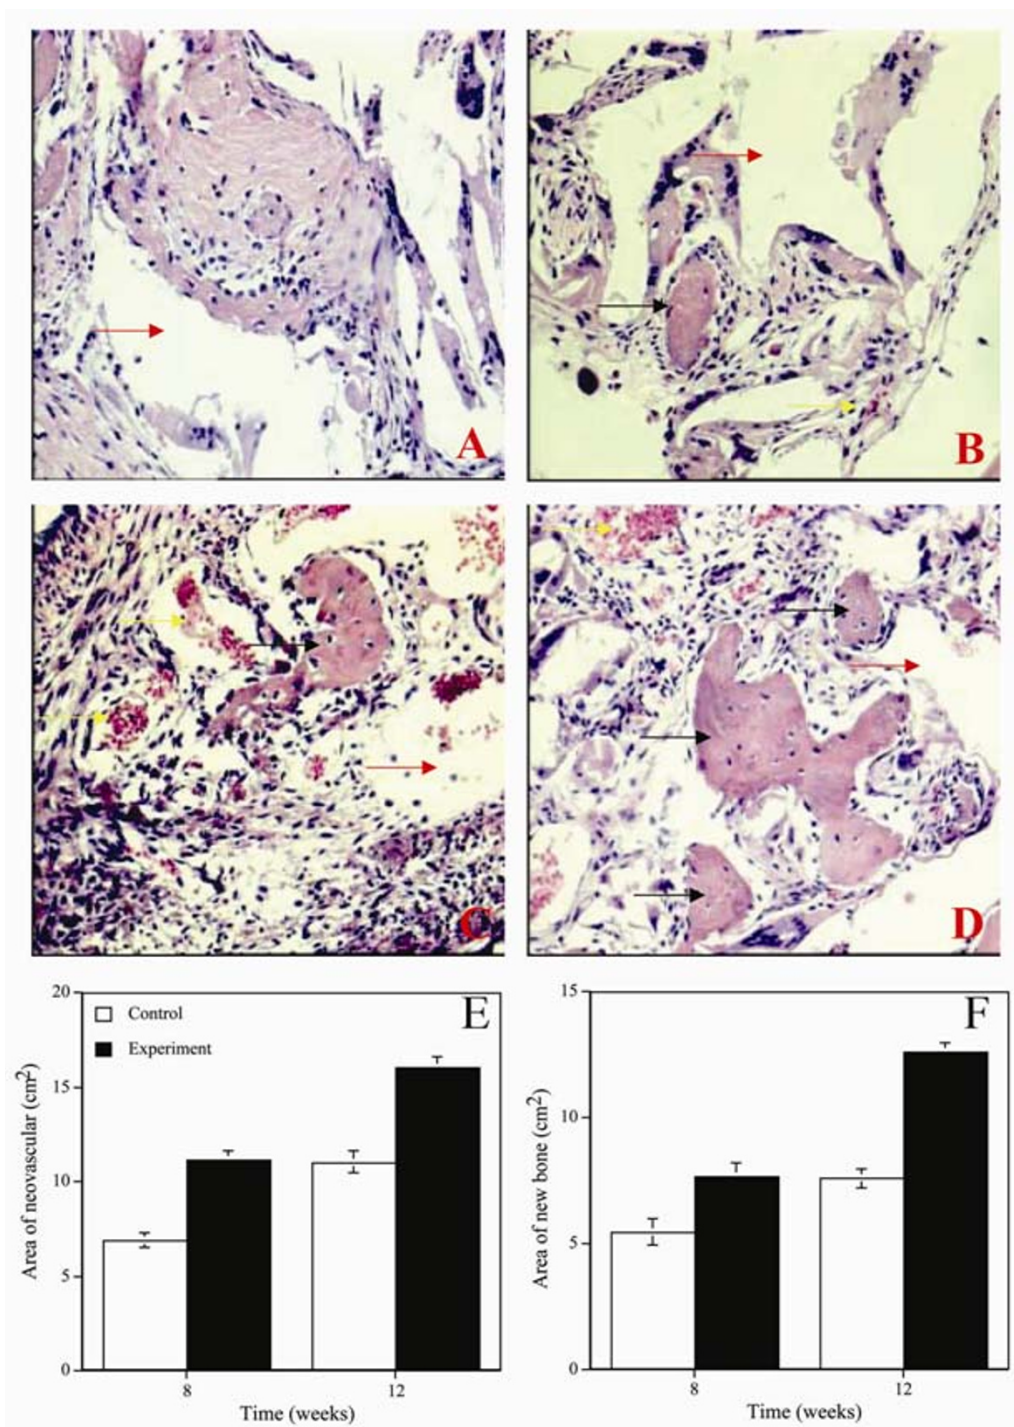 A
B
C
D
E
Control
Experiment
20
15
10
5
0
Area of neovascular (cm2)
8
12
Time (weeks)
F
15
10
5
0
Area of new bone (cm2)
8
12
Time (weeks)